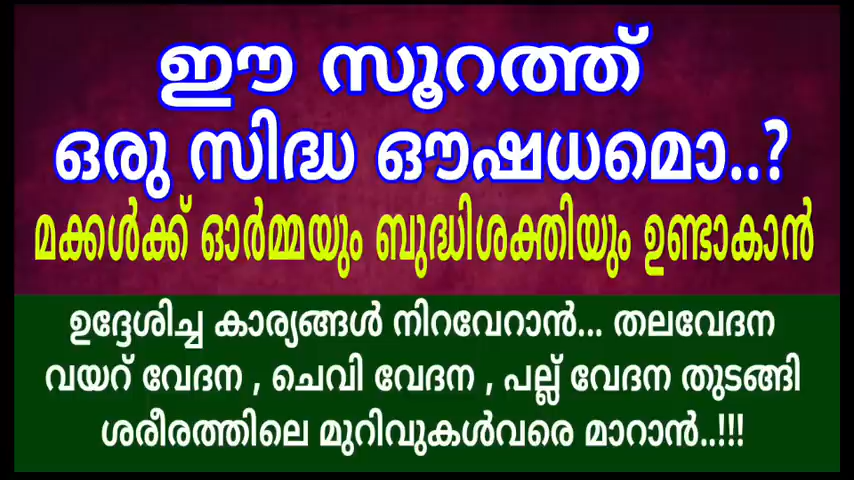 ഈ സൂറത്ത്
ഒരു സിദ്ധ ഔഷധമൊ..?
മക്കൾക്ക് ഓർമ്മയും ബുദ്ധിശക്തിയും ഉണ്ടാകാൻ
ഉദ്ദേശിച്ച കാര്യങ്ങൾ നിറവേറാൻ... തലവേദന
വയറ് വേദന , ചെവി വേദന , പല്ല് വേദന തുടങ്ങി
ശരീരത്തിലെ മുറിവുകൾവരെ മാറാൻ..!!!